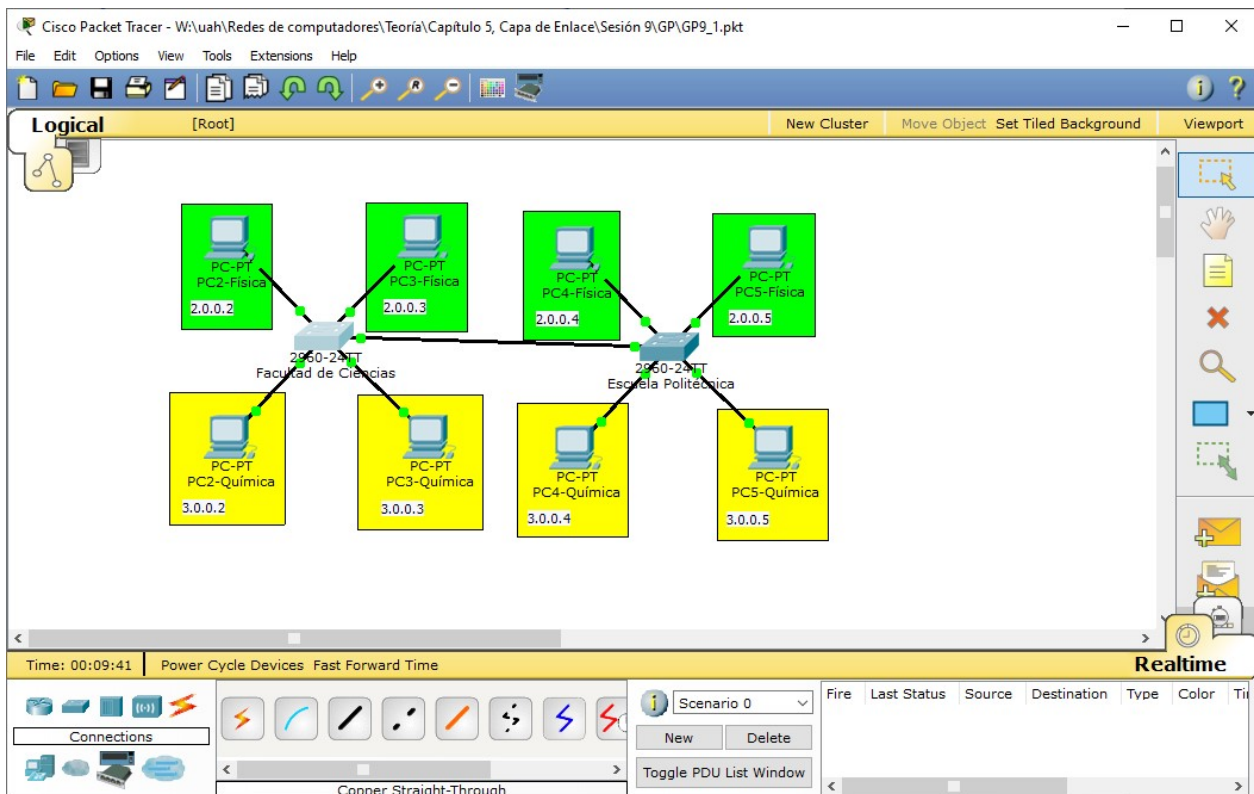 Cisco Packet Tracer - W:\uah\Redes de computadores\Teoría\Capítulo 5, Capa de Enlace\Sesión 9\GP\GP9_1.pkt
File Edit Options View Tools Extensions Help
Logical [Root] New Cluster Move Object Set Tiled Background Viewport
PC-PT
PC2-Física
2.0.0.2
PC-PT
PC3-Física
2.0.0.3
PC-PT
PC4-Física
2.0.0.4
PC-PT
PC5-Física
2.0.0.5
2960-24TT
Facultad de Ciencias
2960-24TT
Escuela Politécnica
PC-PT
PC2-Química
3.0.0.2
PC-PT
PC3-Química
3.0.0.3
PC-PT
PC4-Química
3.0.0.4
PC-PT
PC5-Química
3.0.0.5
Time: 00:09:41 Power Cycle Devices Fast Forward Time Realtime
Connections
Copper Straight-Through
Scenario 0
New Delete
Toggle PDU List Window
Fire Last Status Source Destination Type Color